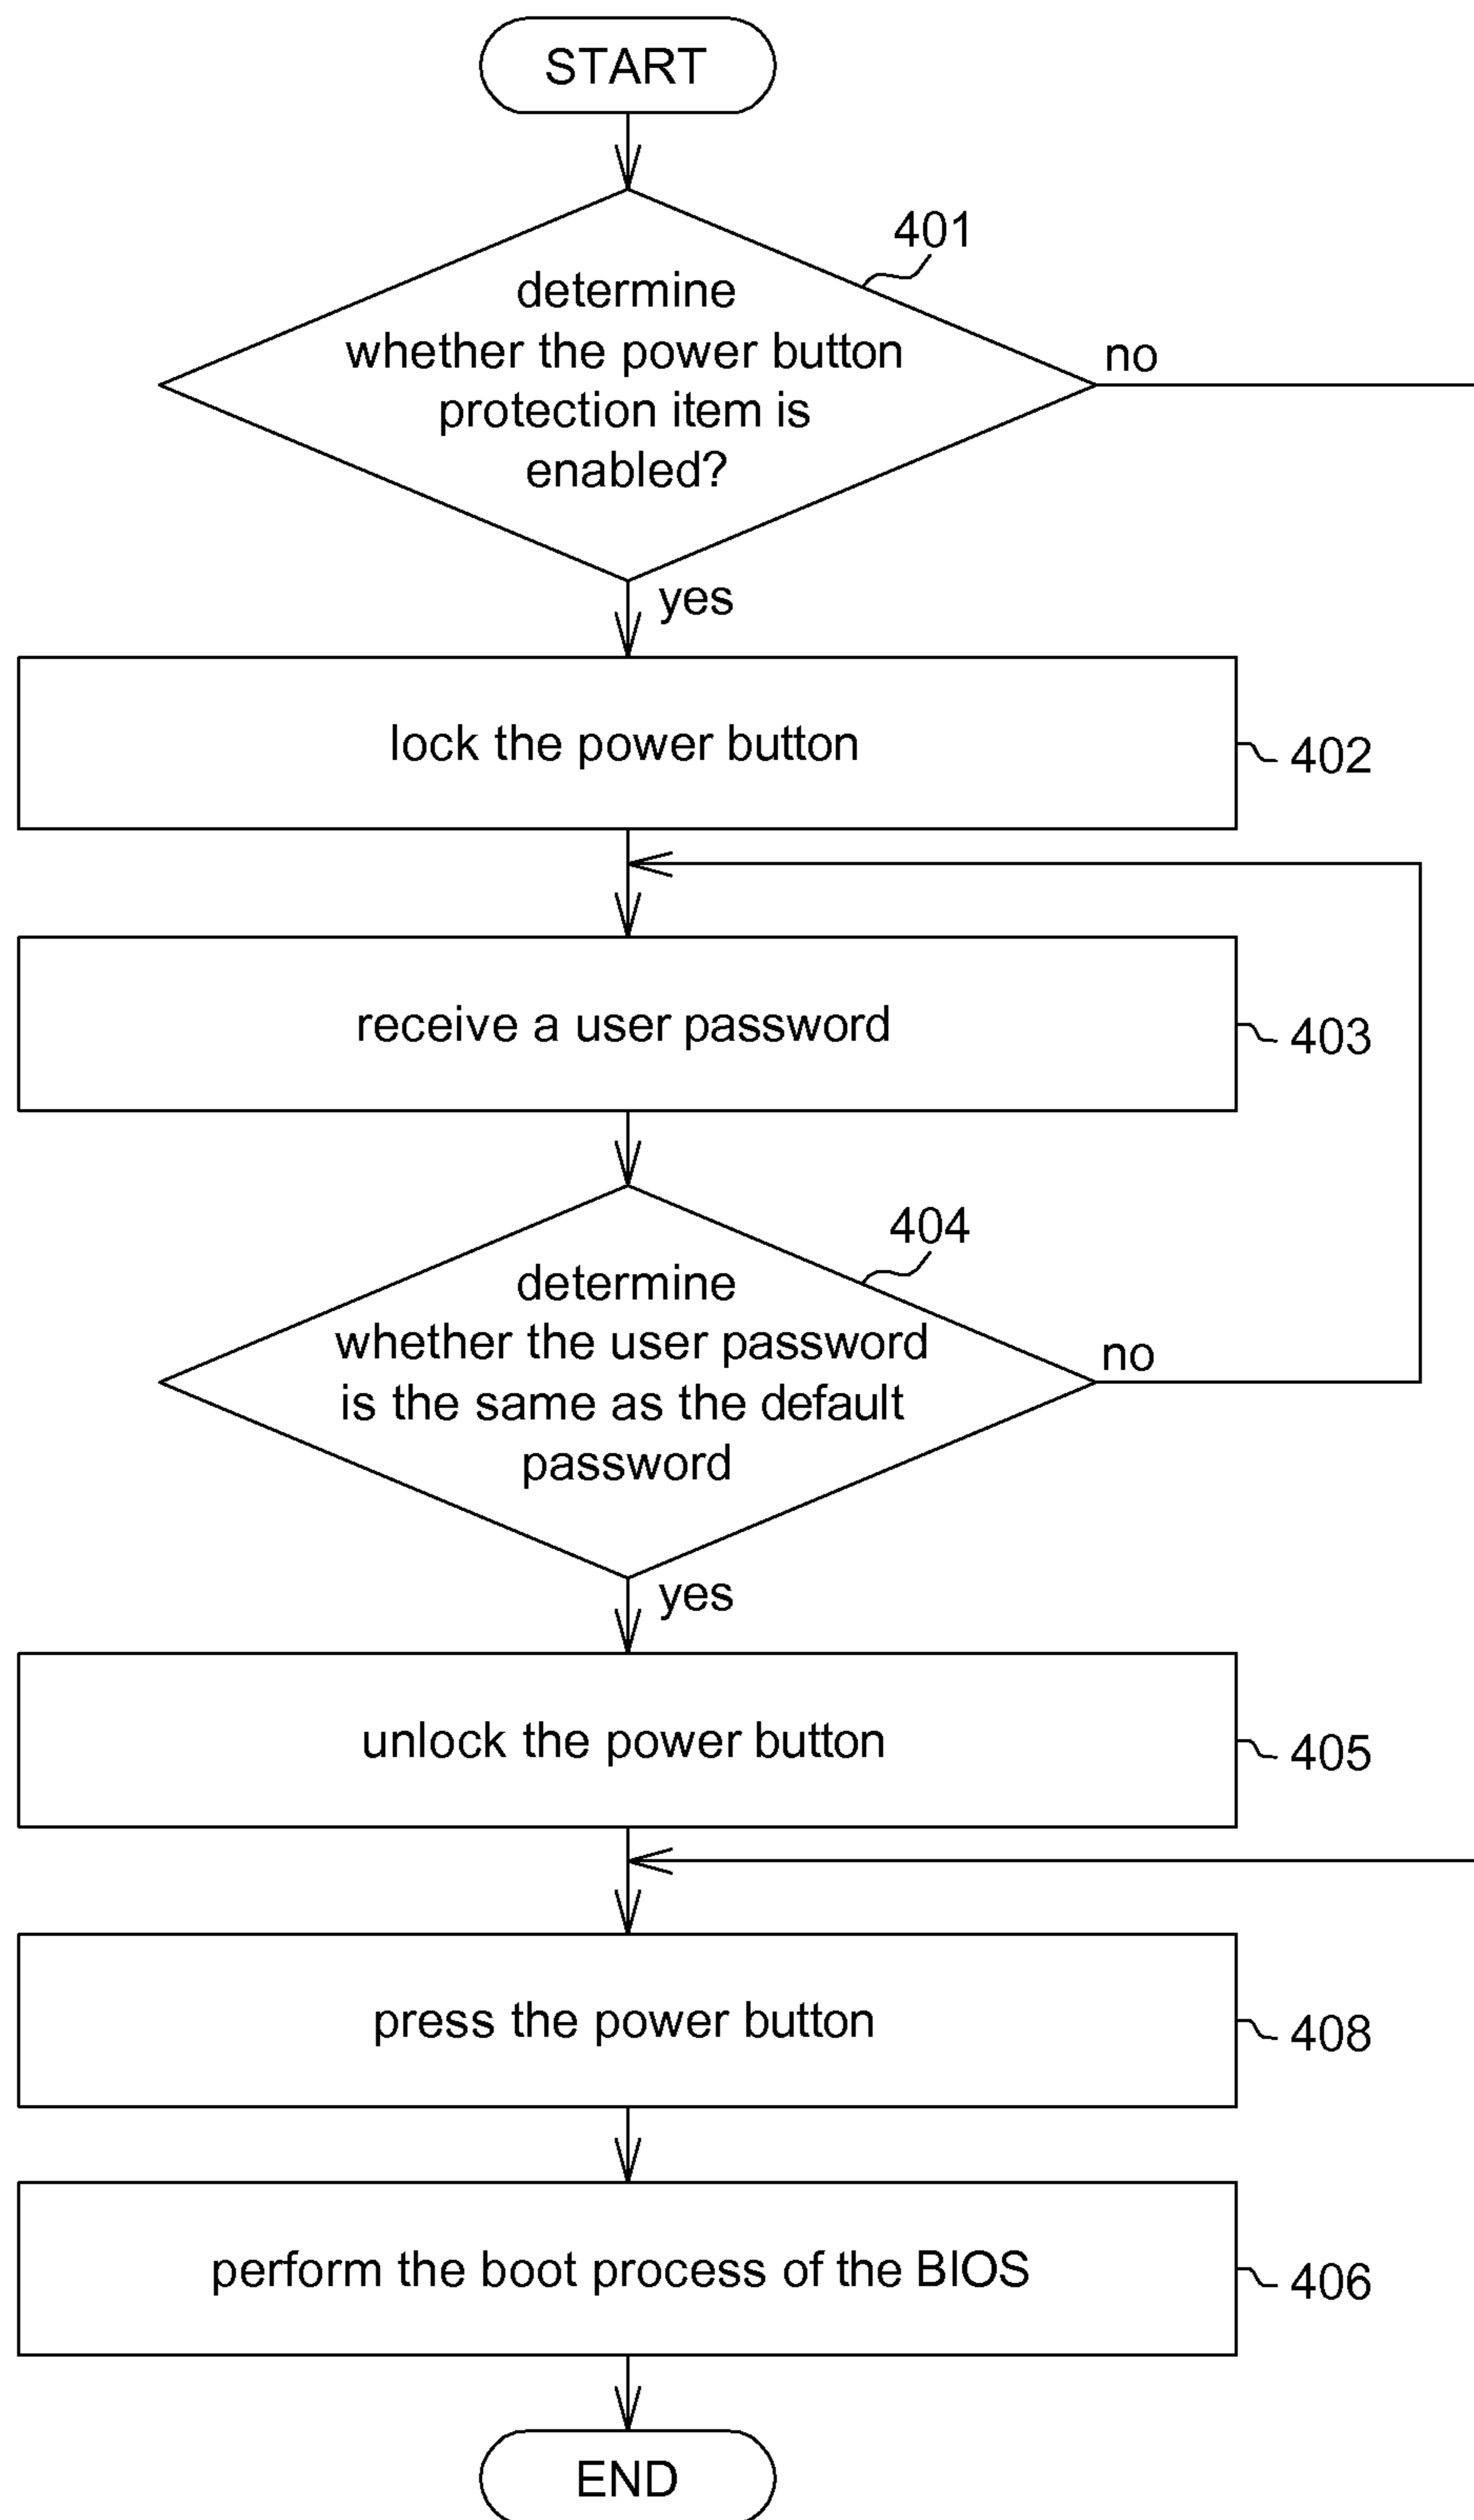 START
401
determine
whether the power button
protection item is
enabled?
no
yes
lock the power button
402
receive a user password
403
404
determine
whether the user password
is the same as the default
password
no
yes
unlock the power button
405
press the power button
408
perform the boot process of the BIOS
406
END